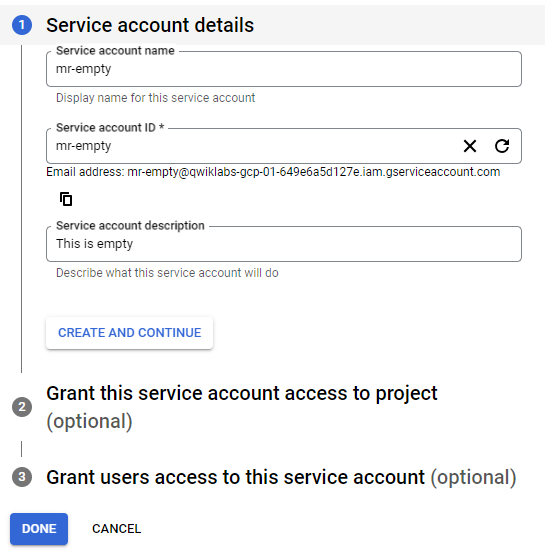 1 Service account details
Service account name
mr-empty
Display name for this service account
Service account ID *
mr-empty
Email address: mr-empty@qwiklabs-gcp-01-649e6a5d127e.iam.gserviceaccount.com
Service account description
This is empty
Describe what this service account will do
CREATE AND CONTINUE
2 Grant this service account access to project
(optional)
3 Grant users access to this service account (optional)
DONE CANCEL